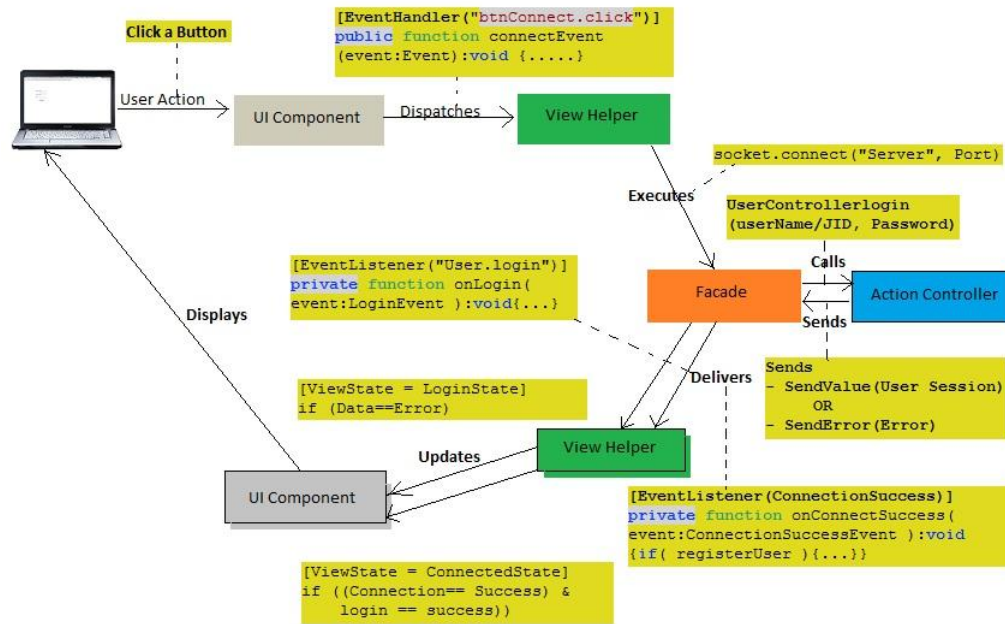 Click a Button
[EventHandler("btnConnect.click")]
public function connectEvent
(event:Event):void {.....}
User Action
UI Component
Dispatches
View Helper
socket.connect("Server", Port)
Executes
UserControllerlogin
(userName/JID, Password)
[EventListener("User.login")]
private function onLogin(
event:LoginEvent ):void{...}
Calls
Facade
Action Controller
Sends
Displays
Sends
- SendValue(User Session)
OR
- SendError(Error)
Delivers
[ViewState = LoginState]
if (Data==Error)
View Helper
Updates
UI Component
[EventListener(ConnectionSuccess)]
private function onConnectSuccess(
event:ConnectionSuccessEvent ):void
{if( registerUser ){...}}
[ViewState = ConnectedState]
if ((Connection== Success) &
login == success))